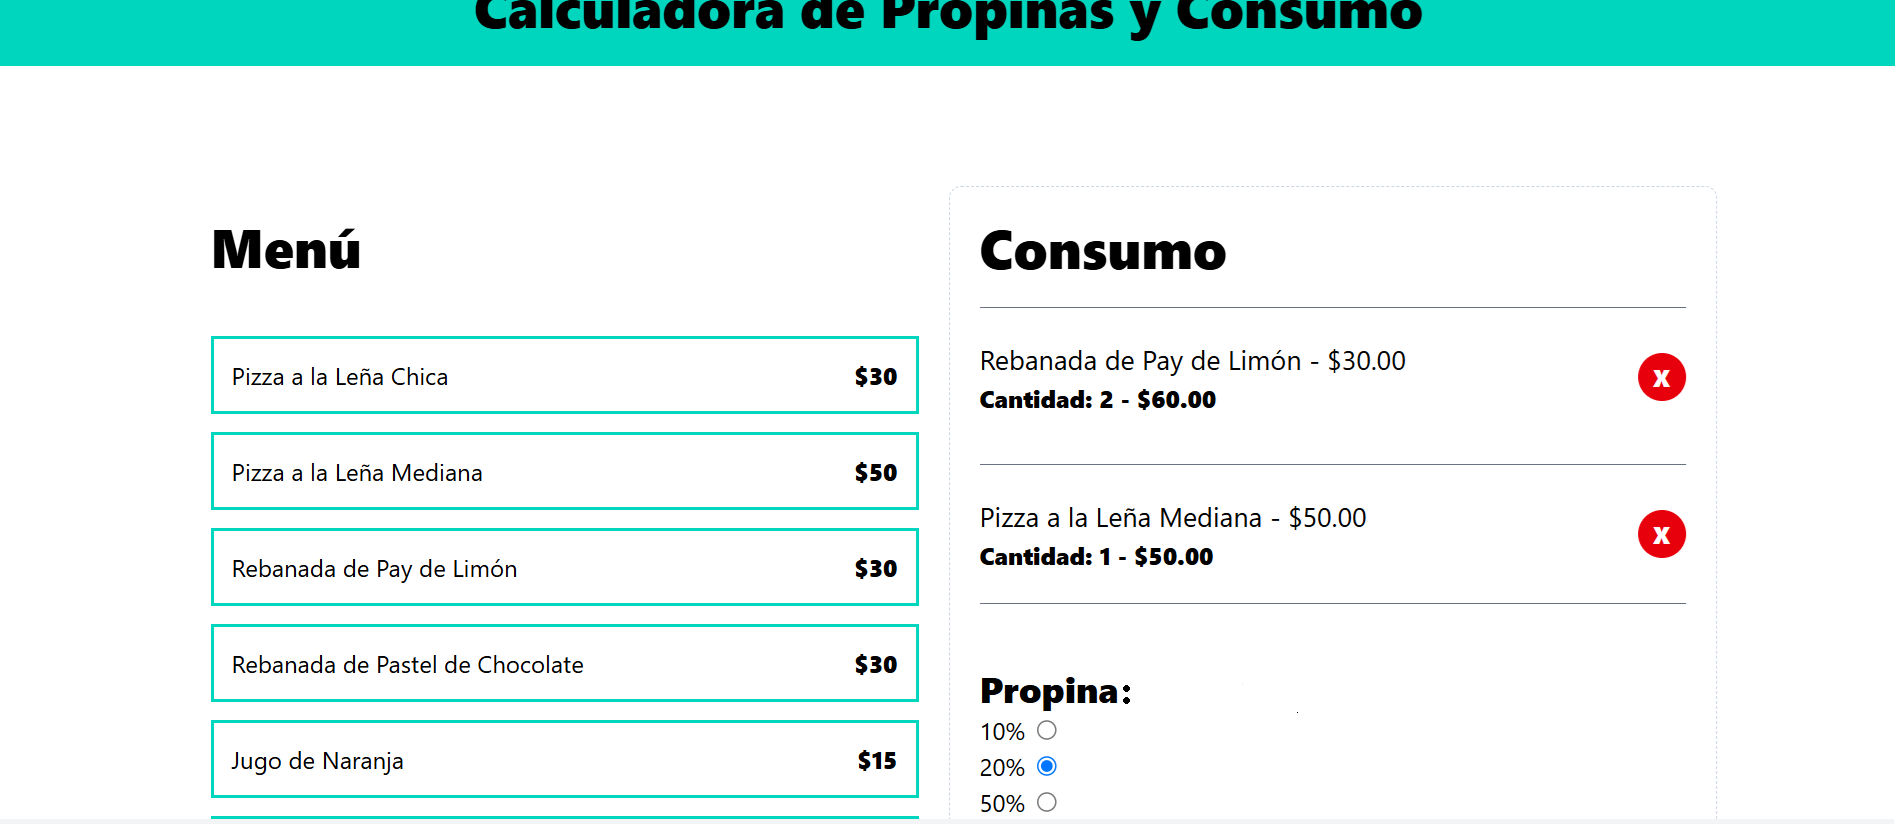 Calculadora de Propinas y Consumo
Menú
Pizza a la Leña Chica $30
Pizza a la Leña Mediana $50
Rebanada de Pay de Limón $30
Rebanada de Pastel de Chocolate $30
Jugo de Naranja $15
Consumo
Rebanada de Pay de Limón - $30.00
X
Cantidad: 2 - $60.00
Pizza a la Leña Mediana - $50.00
X
Cantidad: 1 - $50.00
Propina:
10%
20%
50%